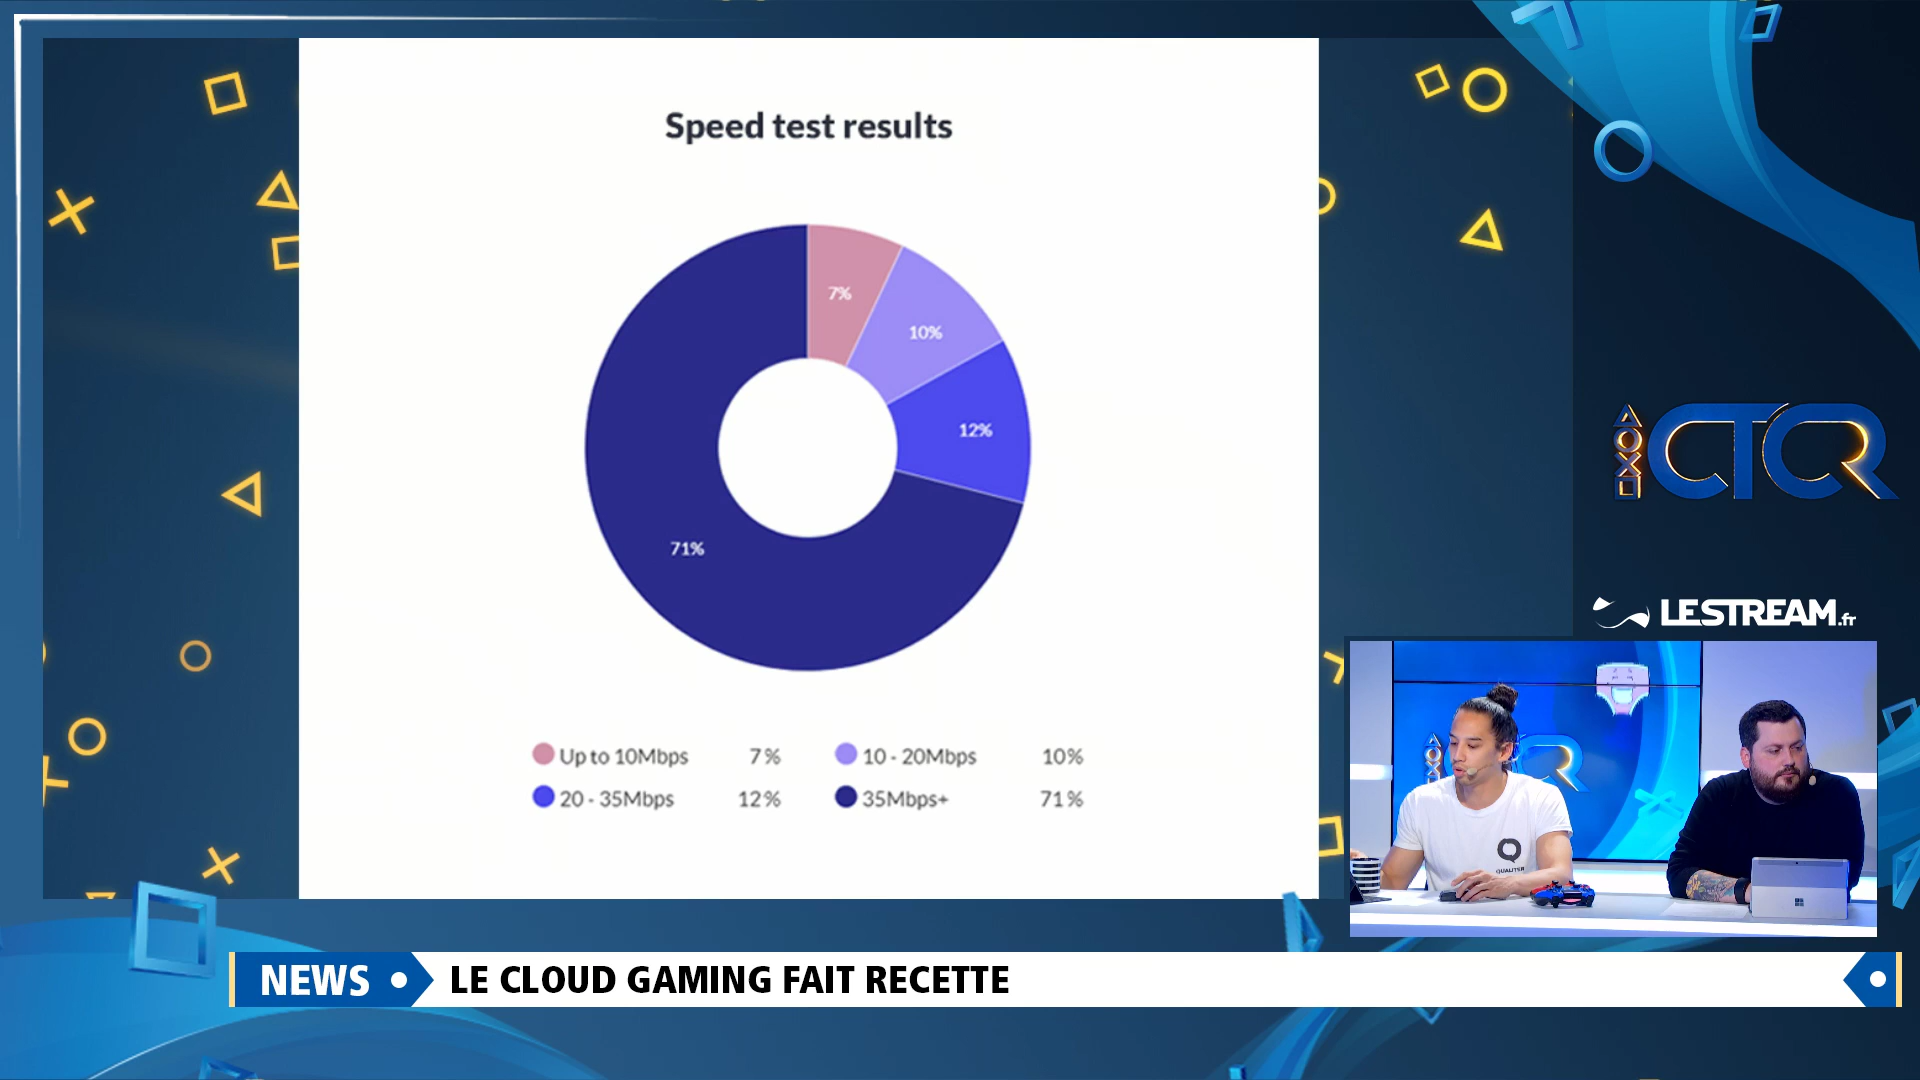 Speed test results
7%
10%
12%
71%
Up to 10Mbps 7%
10 - 20Mbps 10%
20 - 35Mbps 12%
35Mbps+ 71%
CTCR
LESTREAM.fr
QUALITER
NEWS
LE CLOUD GAMING FAIT RECETTE